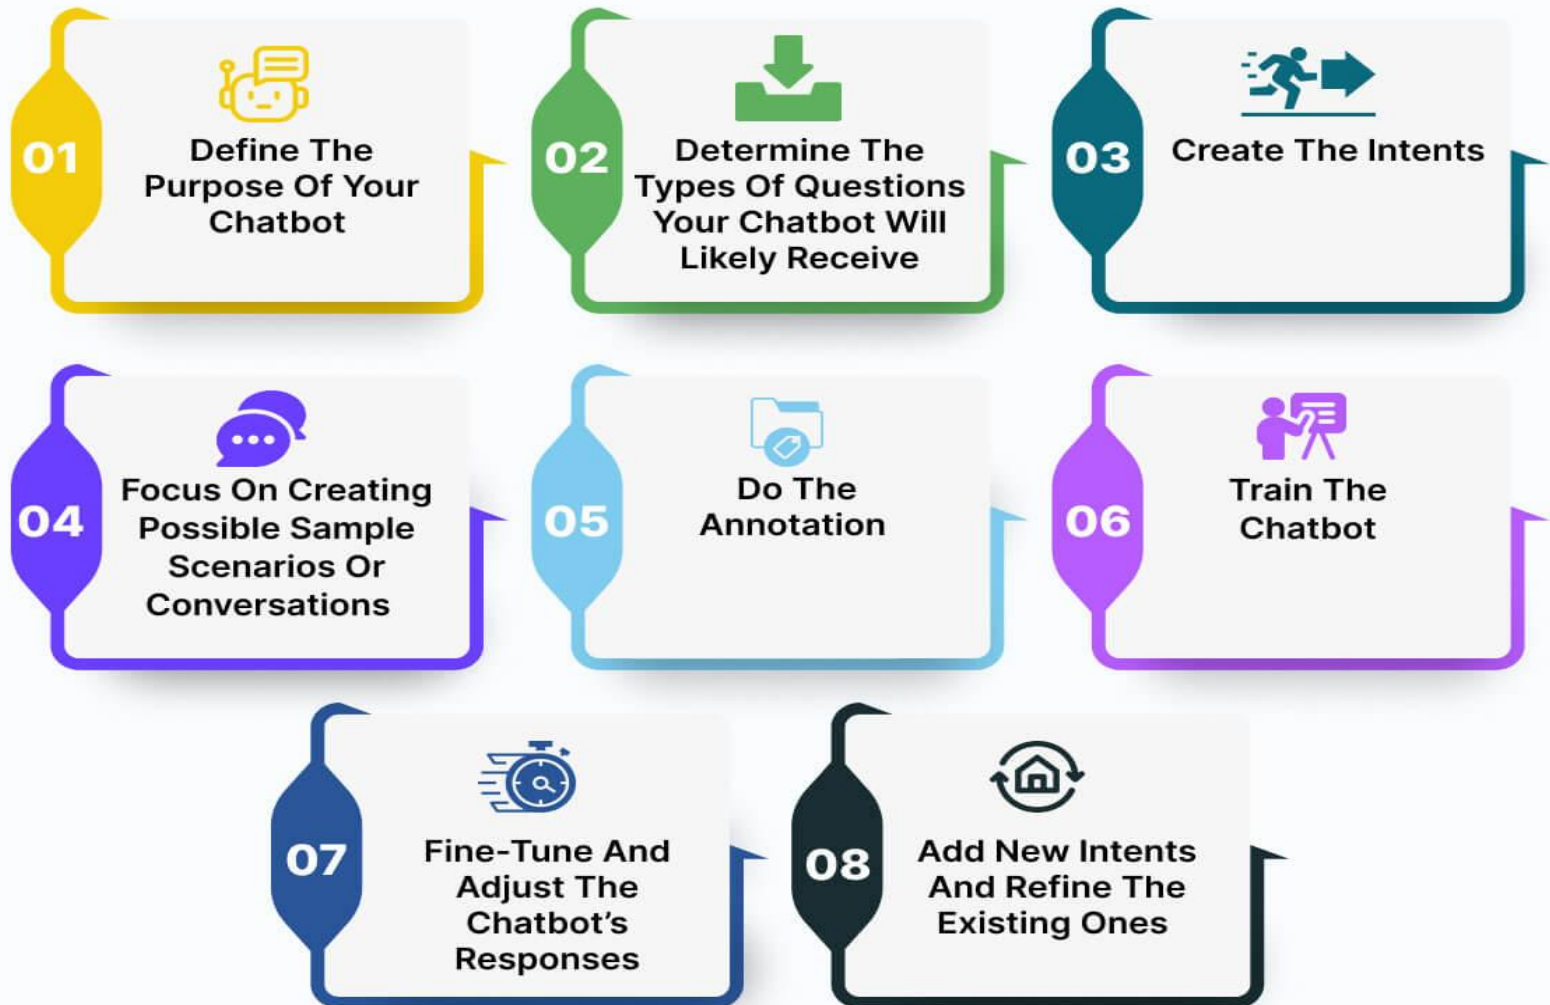 01
Define The
Purpose Of Your
Chatbot
02
Determine The
Types Of Questions
Your Chatbot Will
Likely Receive
03
Create The Intents
04
Focus On Creating
Possible Sample
Scenarios Or
Conversations
05
Do The
Annotation
06
Train The
Chatbot
07
Fine-Tune And
Adjust The
Chatbot’s
Responses
08
Add New Intents
And Refine The
Existing Ones